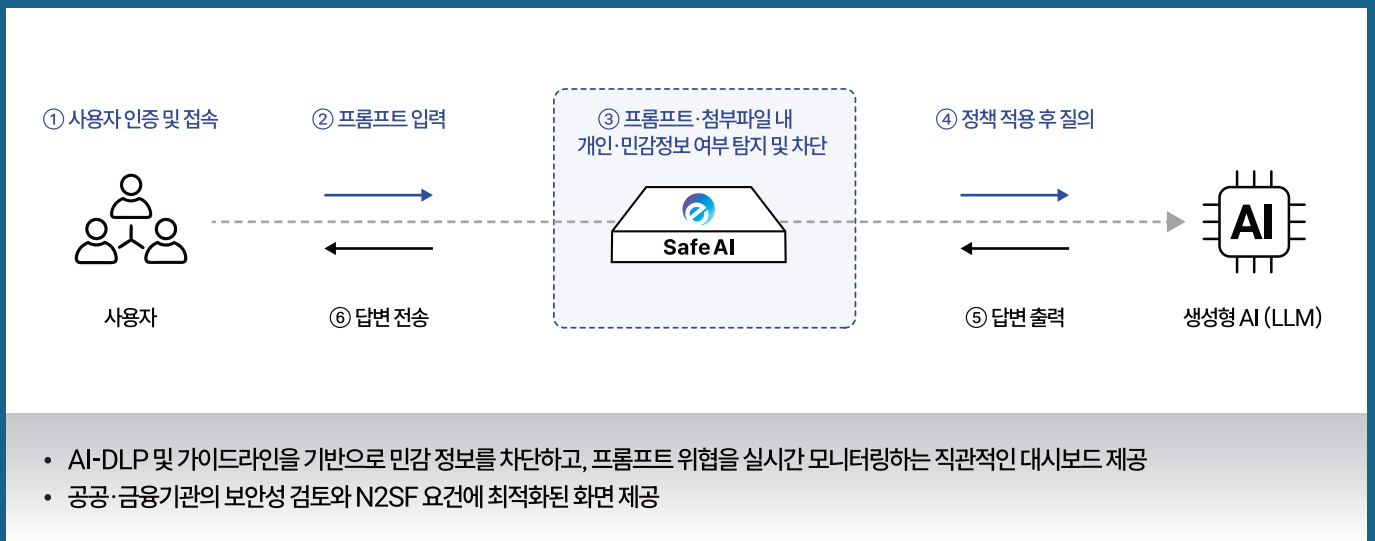 ① 사용자 인증 및 접속
② 프롬프트 입력
③ 프롬프트·첨부파일 내
개인·민감정보 여부 탐지 및 차단
④ 정책 적용 후 질의
e
Safe AI
AI
사용자
⑥ 답변 전송
⑤ 답변 출력
생성형 AI (LLM)
• AI-DLP 및 가이드라인을 기반으로 민감 정보를 차단하고, 프롬프트 위협을 실시간 모니터링하는 직관적인 대시보드 제공
• 공공·금융기관의 보안성 검토와 N2SF 요건에 최적화된 화면 제공